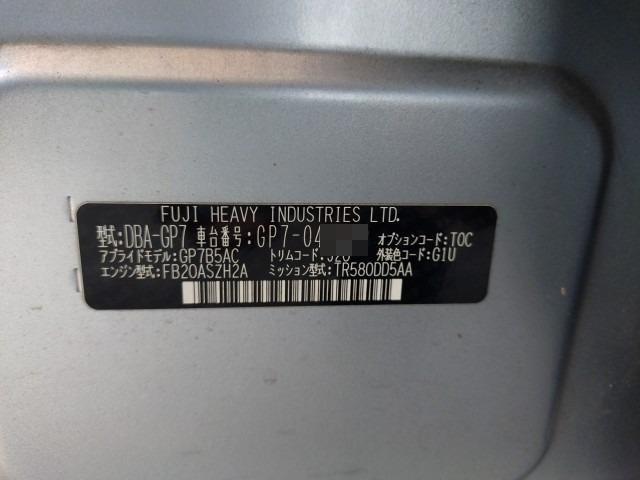 FUJI HEAVY INDUSTRIES LTD.
型式:DBA-GP7 車台番号:GP7-04 オプションコード:TOC
アプライドモデル:GP7B5AC トリムコード: 外装色コード:G1U
エンジン型式:FB20ASZH2A ミッション型式:TR580DD5AA